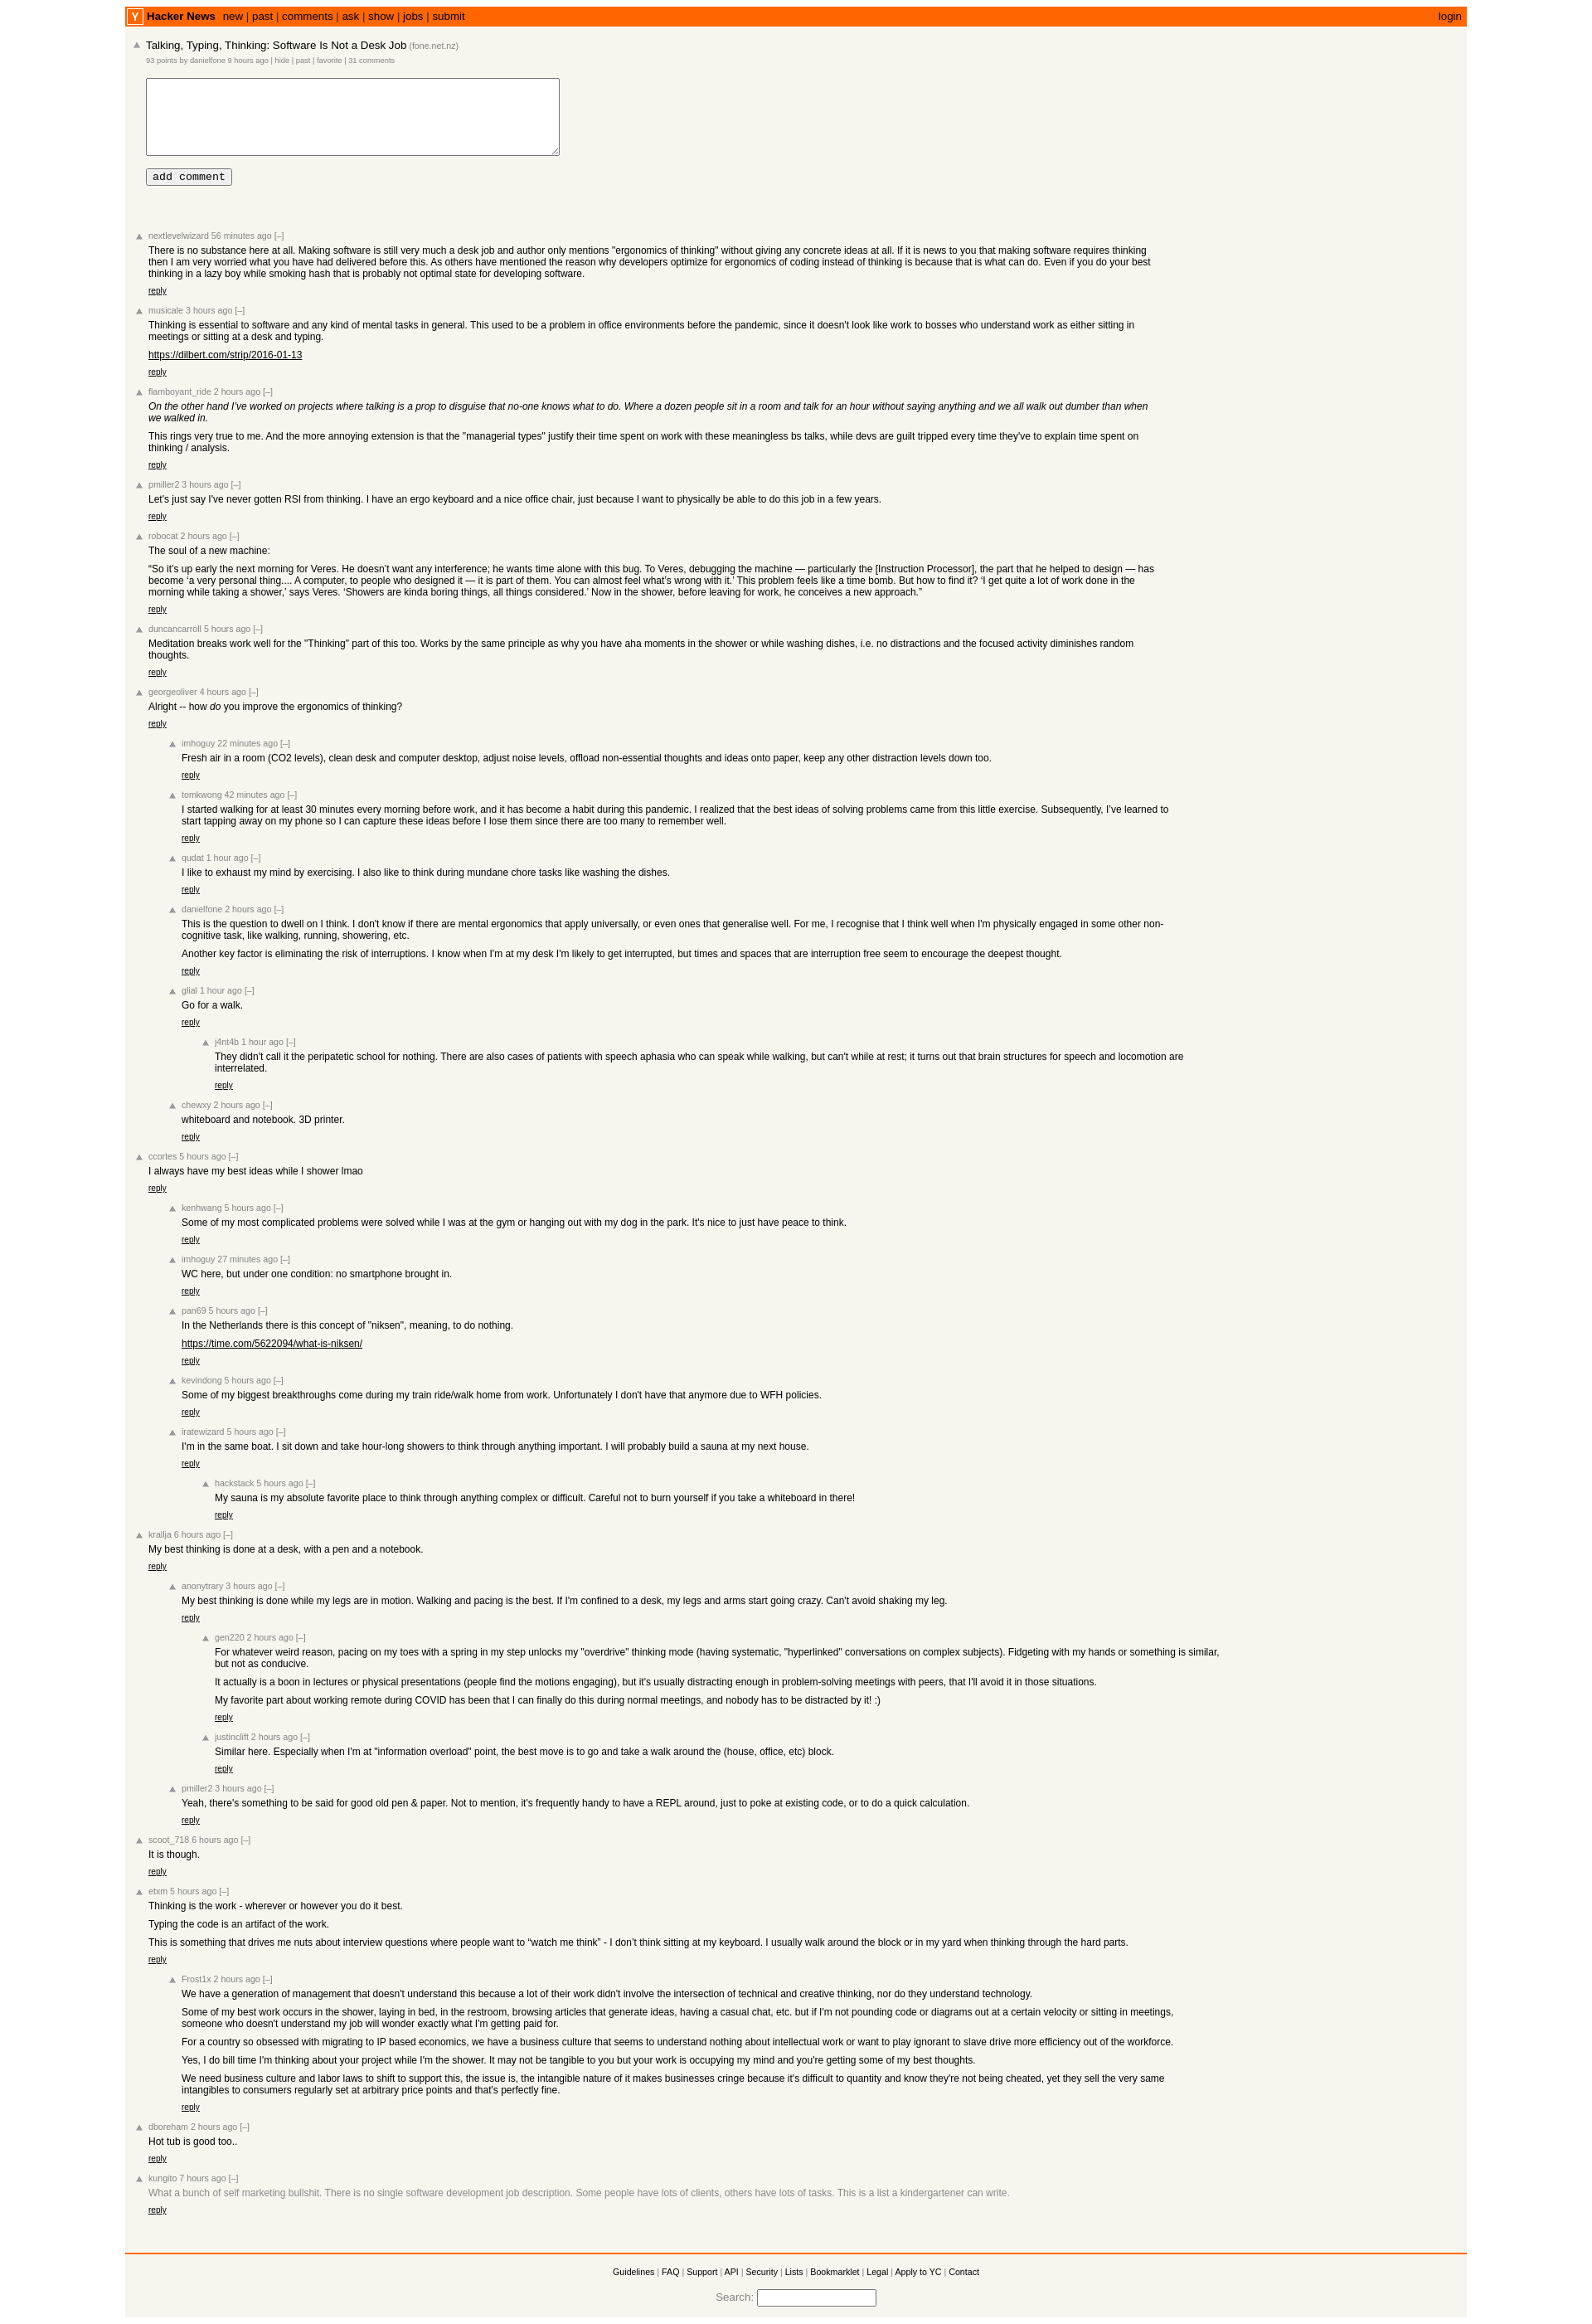 Y Hacker News new | past | comments | ask | show | jobs | submit login
Talking, Typing, Thinking: Software Is Not a Desk Job (fone.net.nz)
93 points by danielfone 9 hours ago | hide | past | favorite | 31 comments
add comment
nextlevelwizard 56 minutes ago [–]
There is no substance here at all. Making software is still very much a desk job and author only mentions "ergonomics of thinking" without giving any concrete ideas at all. If it is news to you that making software requires thinking
then I am very worried what you have had delivered before this. As others have mentioned the reason why developers optimize for ergonomics of coding instead of thinking is because that is what can do. Even if you do your best
thinking in a lazy boy while smoking hash that is probably not optimal state for developing software.
reply
musicale 3 hours ago [–]
Thinking is essential to software and any kind of mental tasks in general. This used to be a problem in office environments before the pandemic, since it doesn't look like work to bosses who understand work as either sitting in
meetings or sitting at a desk and typing.
https://dilbert.com/strip/2016-01-13
reply
flamboyant_ride 2 hours ago [–]
On the other hand I've worked on projects where talking is a prop to disguise that no-one knows what to do. Where a dozen people sit in a room and talk for an hour without saying anything and we all walk out dumber than when
we walked in.
This rings very true to me. And the more annoying extension is that the "managerial types" justify their time spent on work with these meaningless bs talks, while devs are guilt tripped every time they've to explain time spent on
thinking / analysis.
reply
pmiller2 3 hours ago [–]
Let's just say I've never gotten RSI from thinking. I have an ergo keyboard and a nice office chair, just because I want to physically be able to do this job in a few years.
reply
robocat 2 hours ago [–]
The soul of a new machine:
“So it’s up early the next morning for Veres. He doesn’t want any interference; he wants time alone with this bug. To Veres, debugging the machine — particularly the [Instruction Processor], the part that he helped to design — has
become ‘a very personal thing.... A computer, to people who designed it — it is part of them. You can almost feel what’s wrong with it.’ This problem feels like a time bomb. But how to find it? ‘I get quite a lot of work done in the
morning while taking a shower,’ says Veres. ‘Showers are kinda boring things, all things considered.’ Now in the shower, before leaving for work, he conceives a new approach.”
reply
duncancarroll 5 hours ago [–]
Meditation breaks work well for the "Thinking" part of this too. Works by the same principle as why you have aha moments in the shower or while washing dishes, i.e. no distractions and the focused activity diminishes random
thoughts.
reply
georgeoliver 4 hours ago [–]
Alright -- how do you improve the ergonomics of thinking?
reply
imhoguy 22 minutes ago [–]
Fresh air in a room (CO2 levels), clean desk and computer desktop, adjust noise levels, offload non-essential thoughts and ideas onto paper, keep any other distraction levels down too.
reply
tomkwong 42 minutes ago [–]
I started walking for at least 30 minutes every morning before work, and it has become a habit during this pandemic. I realized that the best ideas of solving problems came from this little exercise. Subsequently, I’ve learned to
start tapping away on my phone so I can capture these ideas before I lose them since there are too many to remember well.
reply
qudat 1 hour ago [–]
I like to exhaust my mind by exercising. I also like to think during mundane chore tasks like washing the dishes.
reply
danielfone 2 hours ago [–]
This is the question to dwell on I think. I don't know if there are mental ergonomics that apply universally, or even ones that generalise well. For me, I recognise that I think well when I'm physically engaged in some other non-
cognitive task, like walking, running, showering, etc.
Another key factor is eliminating the risk of interruptions. I know when I'm at my desk I'm likely to get interrupted, but times and spaces that are interruption free seem to encourage the deepest thought.
reply
glial 1 hour ago [–]
Go for a walk.
reply
j4nt4b 1 hour ago [–]
They didn't call it the peripatetic school for nothing. There are also cases of patients with speech aphasia who can speak while walking, but can't while at rest; it turns out that brain structures for speech and locomotion are
interrelated.
reply
chewxy 2 hours ago [–]
whiteboard and notebook. 3D printer.
reply
ccortes 5 hours ago [–]
I always have my best ideas while I shower lmao
reply
kenhwang 5 hours ago [–]
Some of my most complicated problems were solved while I was at the gym or hanging out with my dog in the park. It's nice to just have peace to think.
reply
imhoguy 27 minutes ago [–]
WC here, but under one condition: no smartphone brought in.
reply
pan69 5 hours ago [–]
In the Netherlands there is this concept of "niksen", meaning, to do nothing.
https://time.com/5622094/what-is-niksen/
reply
kevindong 5 hours ago [–]
Some of my biggest breakthroughs come during my train ride/walk home from work. Unfortunately I don't have that anymore due to WFH policies.
reply
iratewizard 5 hours ago [–]
I'm in the same boat. I sit down and take hour-long showers to think through anything important. I will probably build a sauna at my next house.
reply
hackstack 5 hours ago [–]
My sauna is my absolute favorite place to think through anything complex or difficult. Careful not to burn yourself if you take a whiteboard in there!
reply
krallja 6 hours ago [–]
My best thinking is done at a desk, with a pen and a notebook.
reply
anonytrary 3 hours ago [–]
My best thinking is done while my legs are in motion. Walking and pacing is the best. If I'm confined to a desk, my legs and arms start going crazy. Can't avoid shaking my leg.
reply
gen220 2 hours ago [–]
For whatever weird reason, pacing on my toes with a spring in my step unlocks my "overdrive" thinking mode (having systematic, "hyperlinked" conversations on complex subjects). Fidgeting with my hands or something is similar,
but not as conducive.
It actually is a boon in lectures or physical presentations (people find the motions engaging), but it's usually distracting enough in problem-solving meetings with peers, that I'll avoid it in those situations.
My favorite part about working remote during COVID has been that I can finally do this during normal meetings, and nobody has to be distracted by it! :)
reply
justinclift 2 hours ago [–]
Similar here. Especially when I'm at "information overload" point, the best move is to go and take a walk around the (house, office, etc) block.
reply
pmiller2 3 hours ago [–]
Yeah, there's something to be said for good old pen & paper. Not to mention, it's frequently handy to have a REPL around, just to poke at existing code, or to do a quick calculation.
reply
scoot_718 6 hours ago [–]
It is though.
reply
etxm 5 hours ago [–]
Thinking is the work - wherever or however you do it best.
Typing the code is an artifact of the work.
This is something that drives me nuts about interview questions where people want to “watch me think” - I don’t think sitting at my keyboard. I usually walk around the block or in my yard when thinking through the hard parts.
reply
Frost1x 2 hours ago [–]
We have a generation of management that doesn't understand this because a lot of their work didn't involve the intersection of technical and creative thinking, nor do they understand technology.
Some of my best work occurs in the shower, laying in bed, in the restroom, browsing articles that generate ideas, having a casual chat, etc. but if I'm not pounding code or diagrams out at a certain velocity or sitting in meetings,
someone who doesn't understand my job will wonder exactly what I'm getting paid for.
For a country so obsessed with migrating to IP based economics, we have a business culture that seems to understand nothing about intellectual work or want to play ignorant to slave drive more efficiency out of the workforce.
Yes, I do bill time I'm thinking about your project while I'm the shower. It may not be tangible to you but your work is occupying my mind and you're getting some of my best thoughts.
We need business culture and labor laws to shift to support this, the issue is, the intangible nature of it makes businesses cringe because it's difficult to quantity and know they're not being cheated, yet they sell the very same
intangibles to consumers regularly set at arbitrary price points and that's perfectly fine.
reply
dboreham 2 hours ago [–]
Hot tub is good too..
reply
kungito 7 hours ago [–]
What a bunch of self marketing bullshit. There is no single software development job description. Some people have lots of clients, others have lots of tasks. This is a list a kindergartener can write.
reply
Guidelines | FAQ | Support | API | Security | Lists | Bookmarklet | Legal | Apply to YC | Contact
Search: